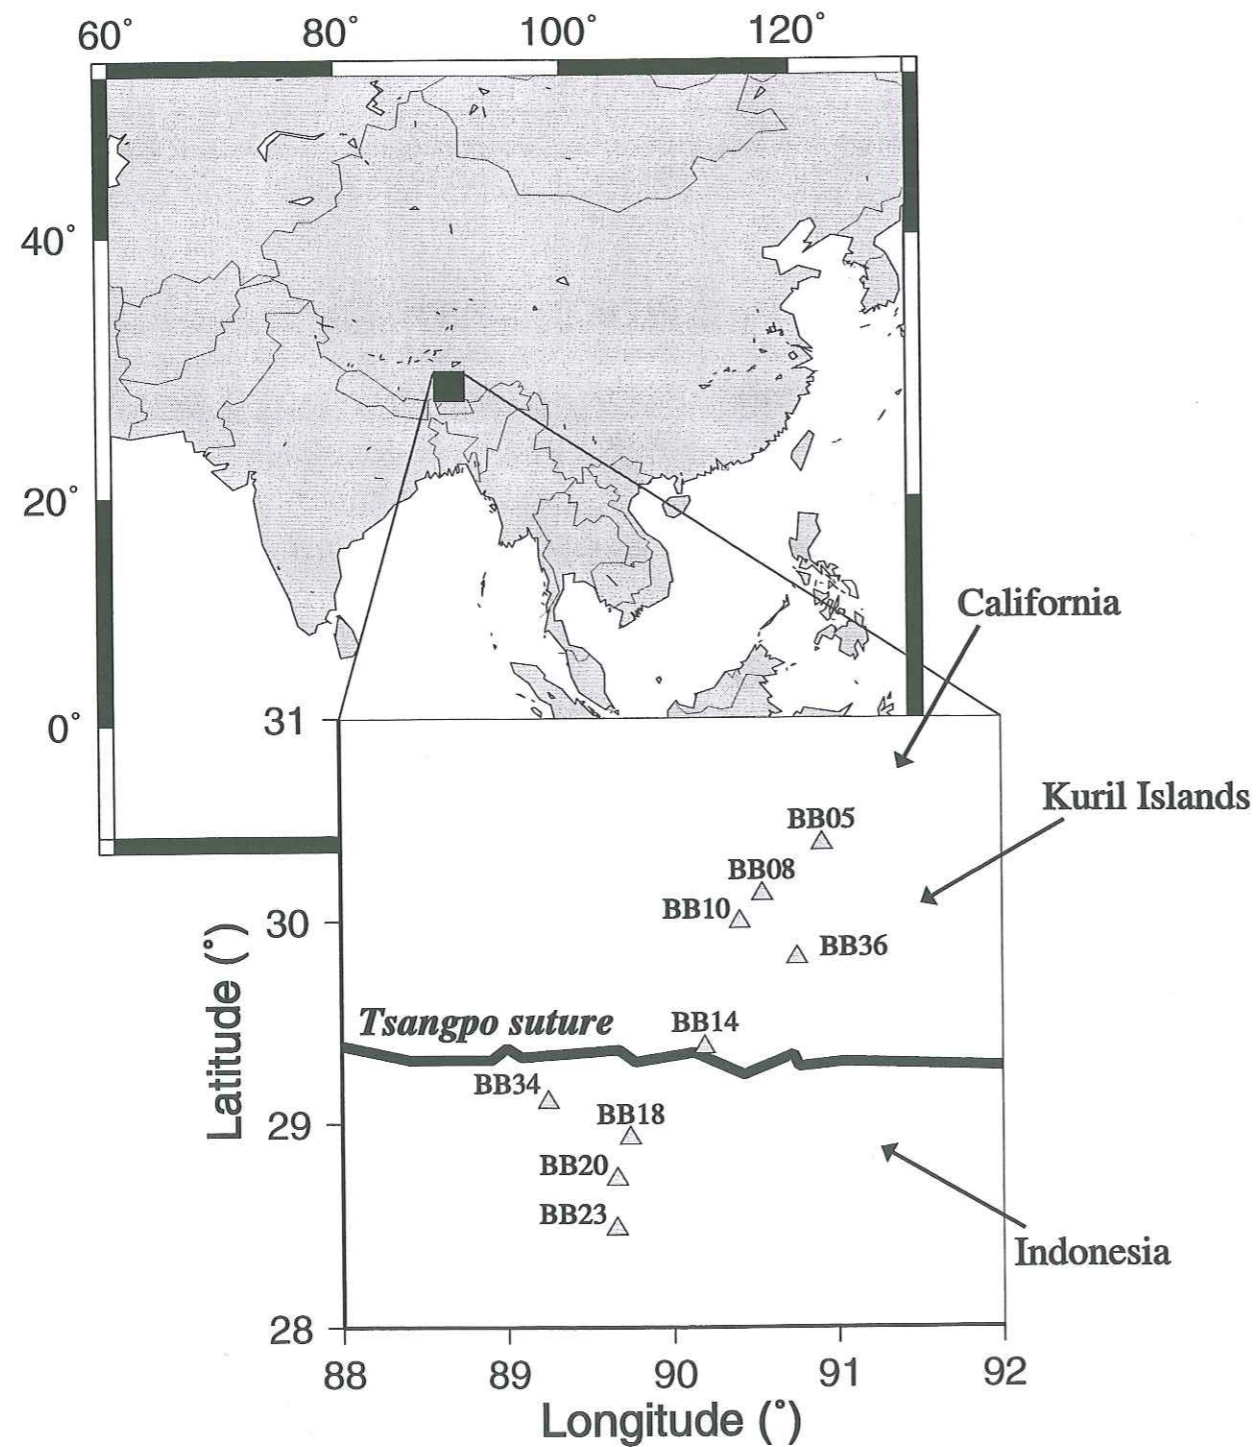 60° 80° 100° 120°
40°
20°
0°
California
Kuril Islands
Indonesia
31
30
29
28
Latitude (°)
BB05
BB08
BB10
BB36
Tsangpo suture
BB14
BB34
BB18
BB20
BB23
88 89 90 91 92
Longitude (°)